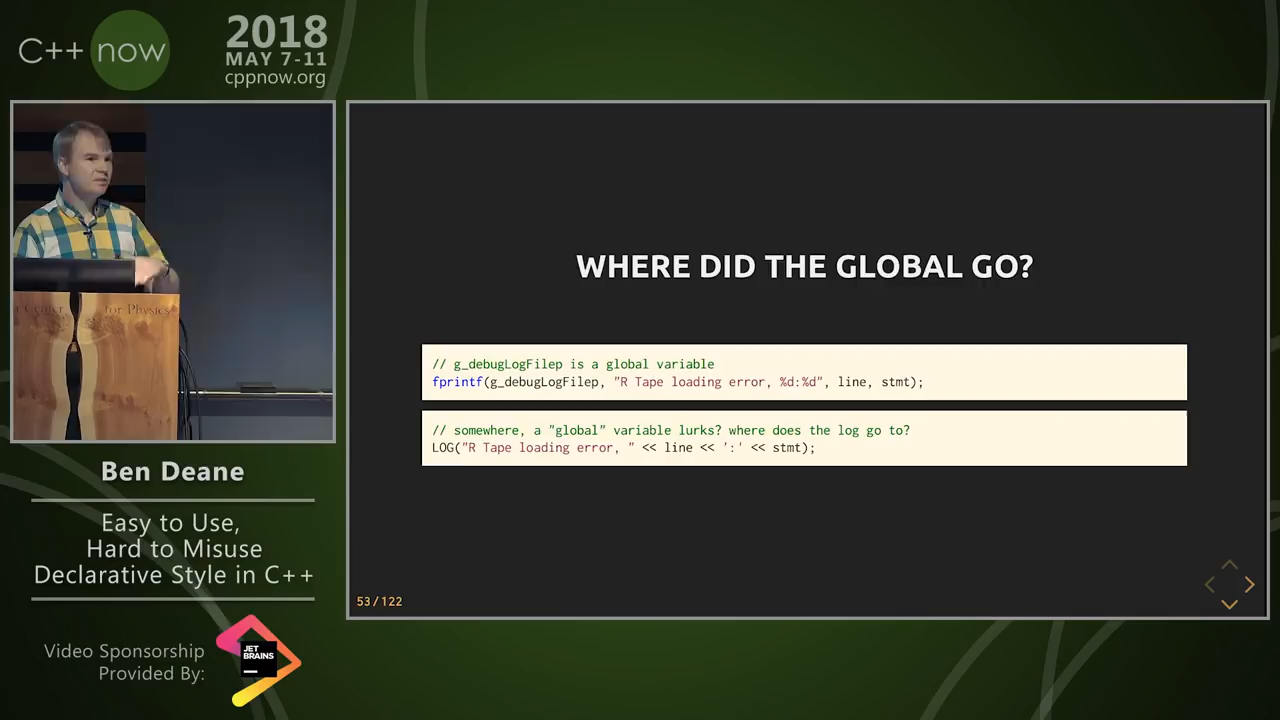 C++ now
2018
MAY 7-11
cppnow.org
for Physics
Ben Deane
Easy to Use,
Hard to Misuse
Declarative Style in C++
Video Sponsorship
Provided By:
JET
BRAINS
WHERE DID THE GLOBAL GO?
// g_debugLogFilep is a global variable
fprintf(g_debugLogFilep, "R Tape loading error, %d:%d", line, stmt);
// somewhere, a "global" variable lurks? where does the log go to?
LOG("R Tape loading error, " << line << ':' << stmt);
53/122